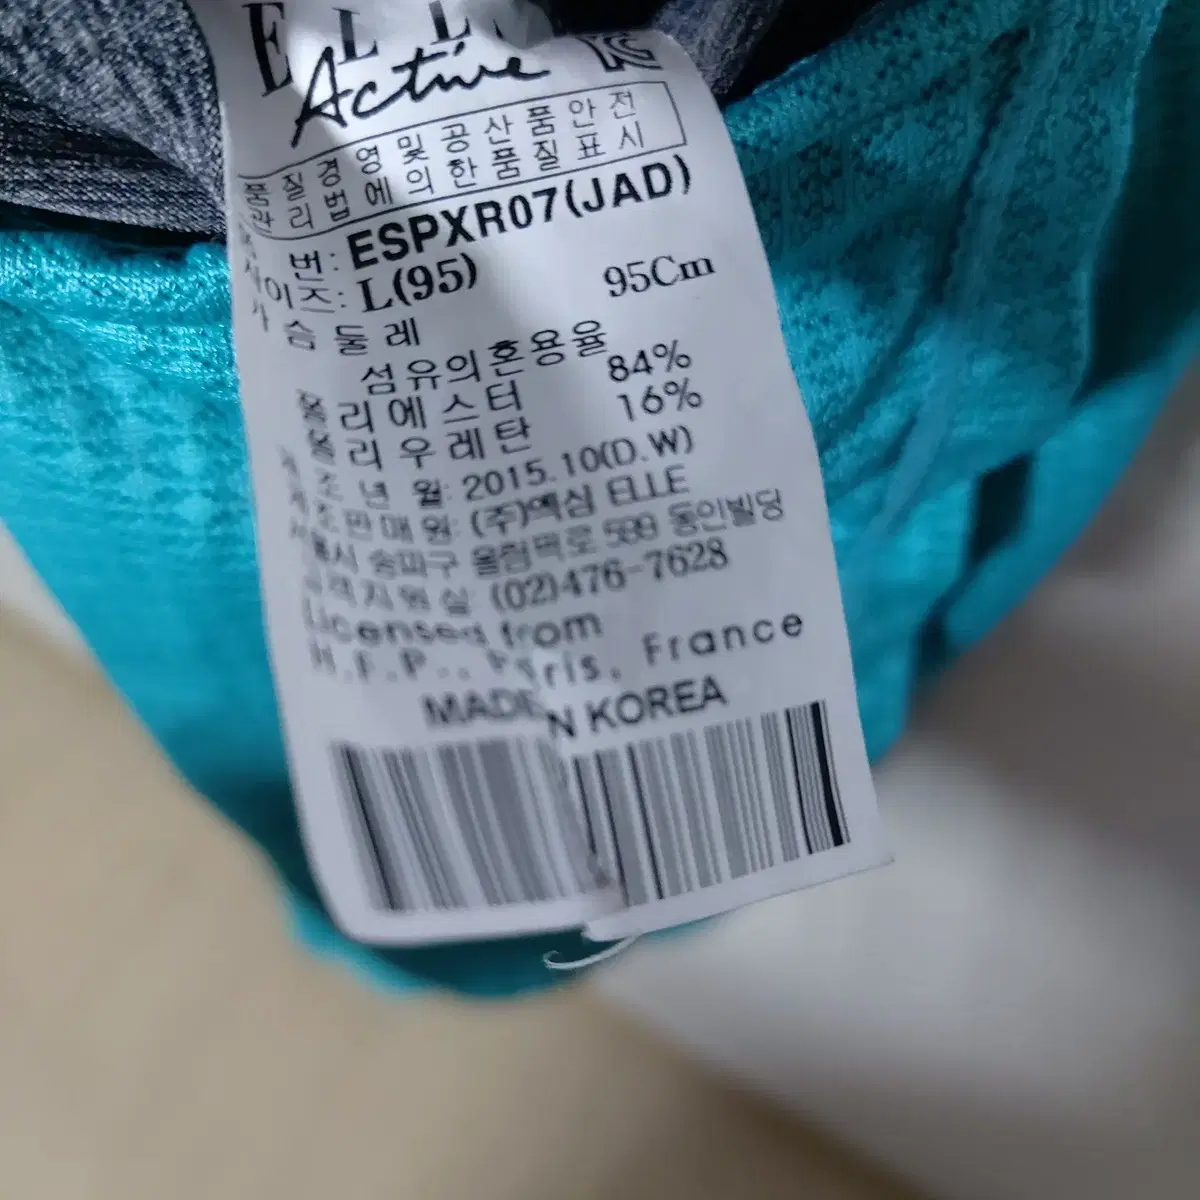 ELLE
Active
품질경영및공산품안전
관리법에의한품질표시
품 번: ESPXR07(JAD)
사이즈: L(95)
가슴둘레 95Cm
섬유의혼용율
폴리에스터 84%
폴리우레탄 16%
제조년월: 2015.10(D.W)
제조판매원: (주)엑심 ELLE
서울시 송파구 올림픽로 589 동인빌딩
고객지원실: (02)476-7628
Licensed from
H.F.P., Paris, France
MADE IN KOREA